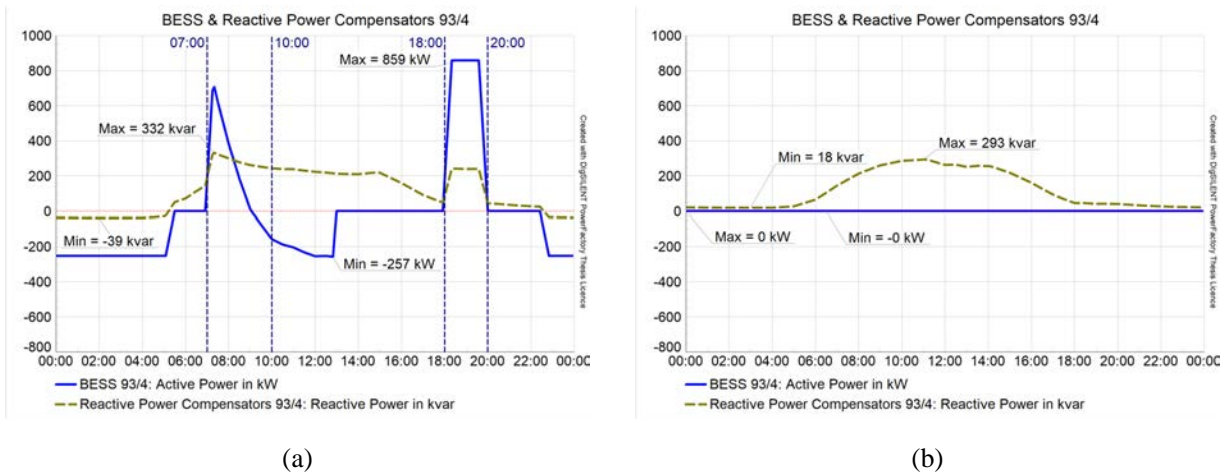 BESS & Reactive Power Compensators 93/4
1000
07:00
10:00
18:00
20:00
800
Max = 859 kW
600
400
Max = 332 kvar
200
0
Min = -39 kvar
-200
Min = -257 kW
-400
-600
-800
00:00 02:00 04:00 06:00 08:00 10:00 12:00 14:00 16:00 18:00 20:00 22:00 00:00
BESS 93/4: Active Power in kW
Reactive Power Compensators 93/4: Reactive Power in kvar
Created with DIgSILENT PowerFactory Thesis Licence
(a)
BESS & Reactive Power Compensators 93/4
1000
800
600
400
Max = 293 kvar
Min = 18 kvar
200
0
Max = 0 kW
Min = -0 kW
-200
-400
-600
-800
00:00 02:00 04:00 06:00 08:00 10:00 12:00 14:00 16:00 18:00 20:00 22:00 00:00
BESS 93/4: Active Power in kW
Reactive Power Compensators 93/4: Reactive Power in kvar
Created with DIgSILENT PowerFactory Thesis Licence
(b)